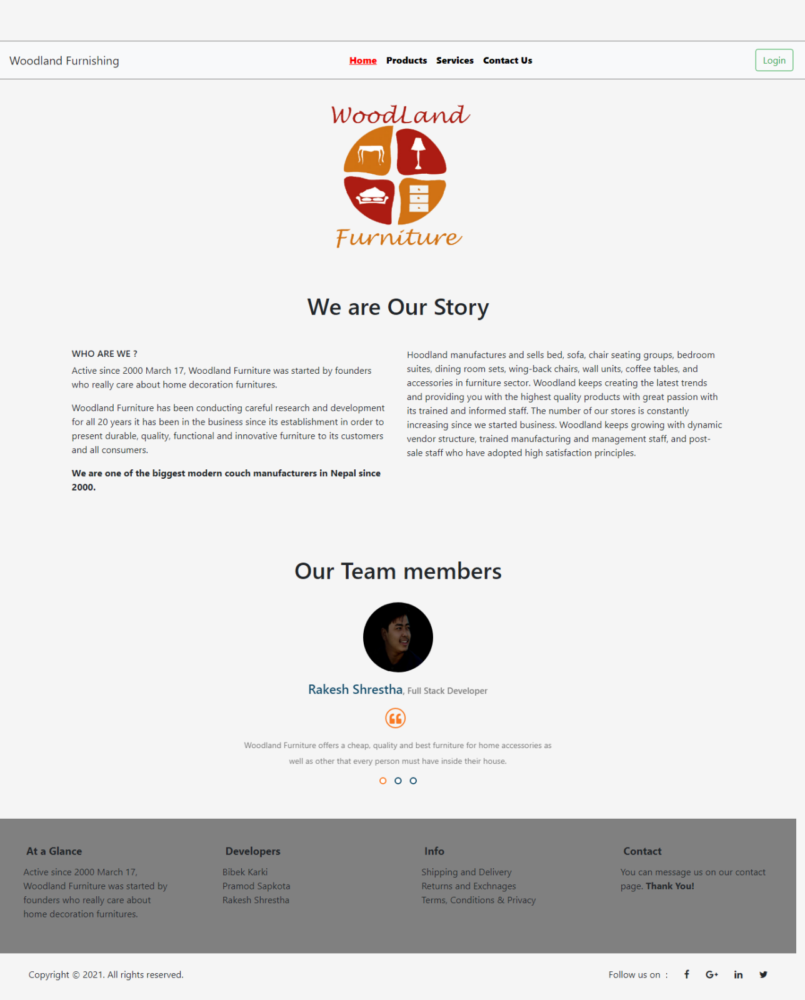 Woodland Furnishing
Home Products Services Contact Us
Login
WoodLand
Furniture
We are Our Story
WHO ARE WE ?
Active since 2000 March 17, Woodland Furniture was started by founders
who really care about home decoration furnitures.
Woodland Furniture has been conducting careful research and development
for all 20 years it has been in the business since its establishment in order to
present durable, quality, functional and innovative furniture to its customers
and all consumers.
We are one of the biggest modern couch manufacturers in Nepal since
2000.
Hoodland manufactures and sells bed, sofa, chair seating groups, bedroom
suites, dining room sets, wing-back chairs, wall units, coffee tables, and
accessories in furniture sector. Woodland keeps creating the latest trends
and providing you with the highest quality products with great passion with
its trained and informed staff. The number of our stores is constantly
increasing since we started business. Woodland keeps growing with dynamic
vendor structure, trained manufacturing and management staff, and post-
sale staff who have adopted high satisfaction principles.
Our Team members
Rakesh Shrestha, Full Stack Developer
Woodland Furniture offers a cheap, quality and best furniture for home accessories as
well as other that every person must have inside their house.
At a Glance
Active since 2000 March 17,
Woodland Furniture was started by
founders who really care about
home decoration furnitures.
Developers
Bibek Karki
Pramod Sapkota
Rakesh Shrestha
Info
Shipping and Delivery
Returns and Exchnages
Terms, Conditions & Privacy
Contact
You can message us on our contact
page. Thank You!
Copyright © 2021. All rights reserved.
Follow us on :